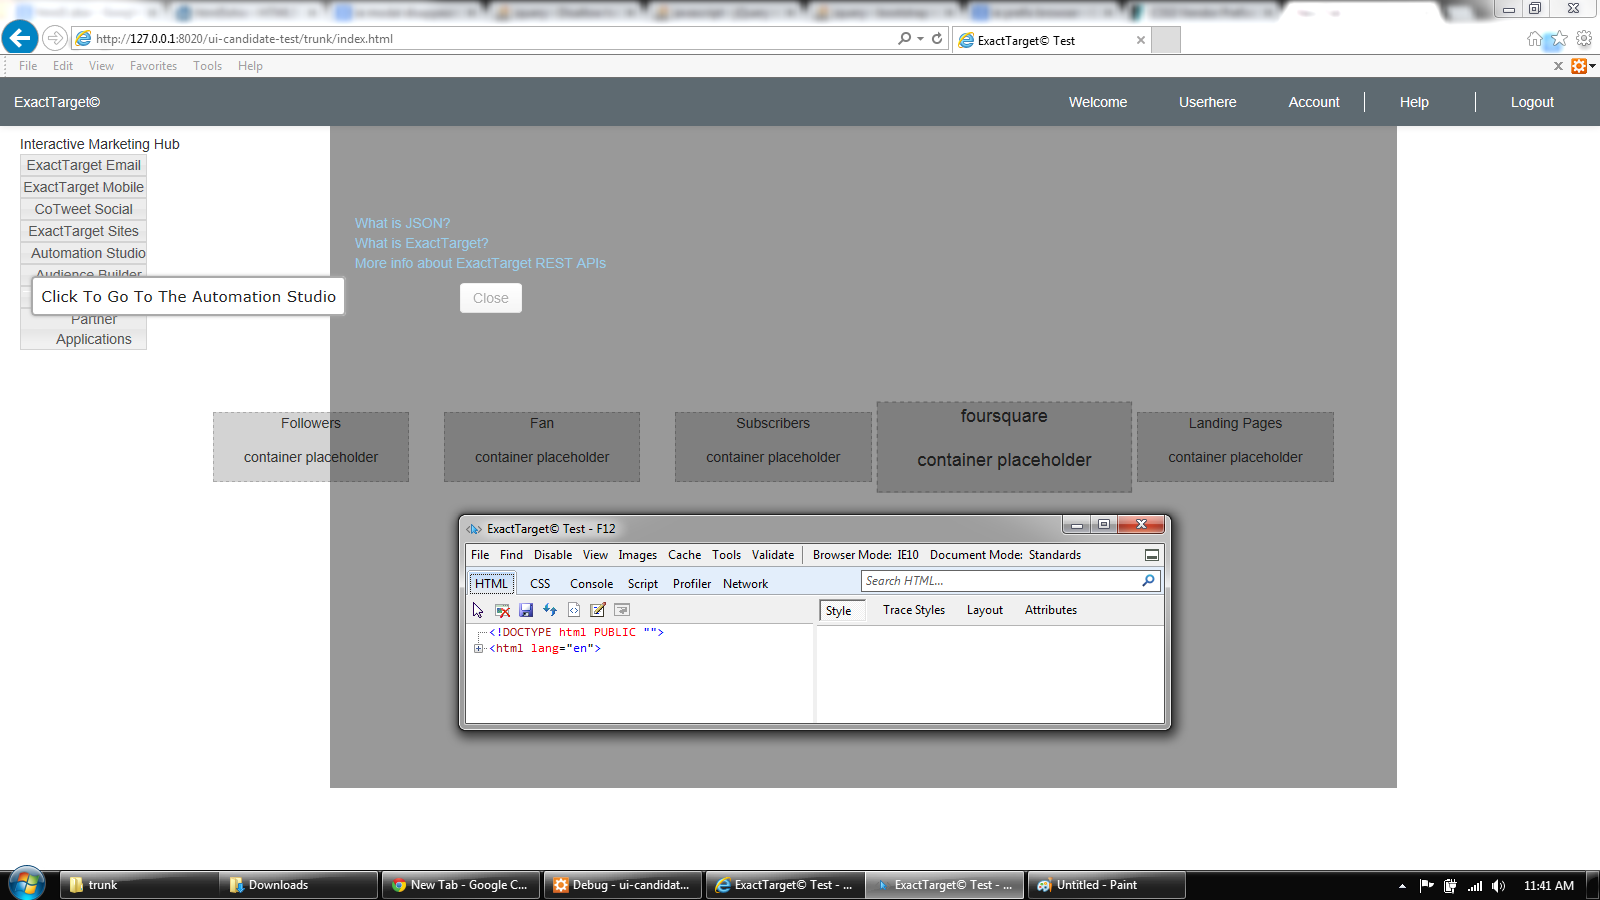 http://127.0.0.1:8020/ui-candidate-test/trunk/index.html
ExactTarget© Test
File Edit View Favorites Tools Help
ExactTarget©
Welcome Userhere Account Help Logout
Interactive Marketing Hub
ExactTarget Email
ExactTarget Mobile
CoTweet Social
ExactTarget Sites
Automation Studio
Audience Builder
Click To Go To The Automation Studio
Partner
Applications
What is JSON?
What is ExactTarget?
More info about ExactTarget REST APIs
Close
Followers
container placeholder
Fan
container placeholder
Subscribers
container placeholder
foursquare
container placeholder
Landing Pages
container placeholder
ExactTarget© Test - F12
File Find Disable View Images Cache Tools Validate Browser Mode: IE10 Document Mode: Standards
HTML CSS Console Script Profiler Network Search HTML...
Style Trace Styles Layout Attributes
<!DOCTYPE html PUBLIC "">
<html lang="en">
trunk Downloads New Tab - Google C... Debug - ui-candidat... ExactTarget© Test - ... ExactTarget© Test - ... Untitled - Paint 11:41 AM